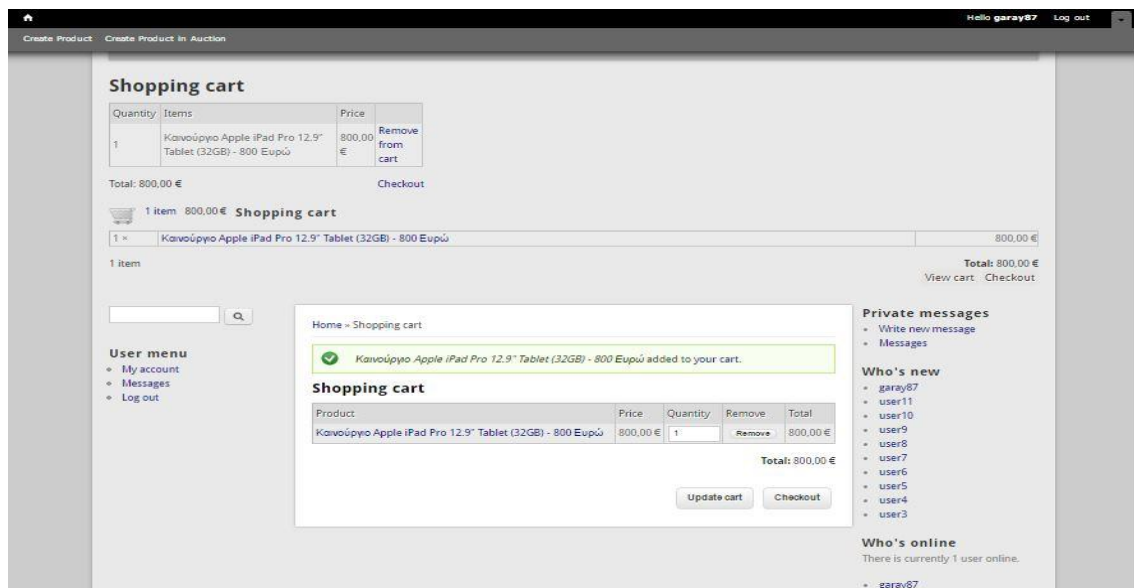 Hello garay87 Log out
Create Product Create Product in Auction
Shopping cart
Quantity Items Price
1 Καινούργιο Apple iPad Pro 12.9" Tablet (32GB) - 800 Ευρώ 800,00 € Remove from cart
Total: 800,00 € Checkout
1 item 800,00 € Shopping cart
1 × Καινούργιο Apple iPad Pro 12.9" Tablet (32GB) - 800 Ευρώ 800,00 €
1 item Total: 800,00 €
View cart Checkout
User menu
My account
Messages
Log out
Home » Shopping cart
Καινούργιο Apple iPad Pro 12.9" Tablet (32GB) - 800 Ευρώ added to your cart.
Shopping cart
Product Price Quantity Remove Total
Καινούργιο Apple iPad Pro 12.9" Tablet (32GB) - 800 Ευρώ 800,00 € 1 Remove 800,00 €
Total: 800,00 €
Update cart Checkout
Private messages
Write new message
Messages
Who's new
garay87
user11
user10
user9
user8
user7
user6
user5
user4
user3
Who's online
There is currently 1 user online.
garay87